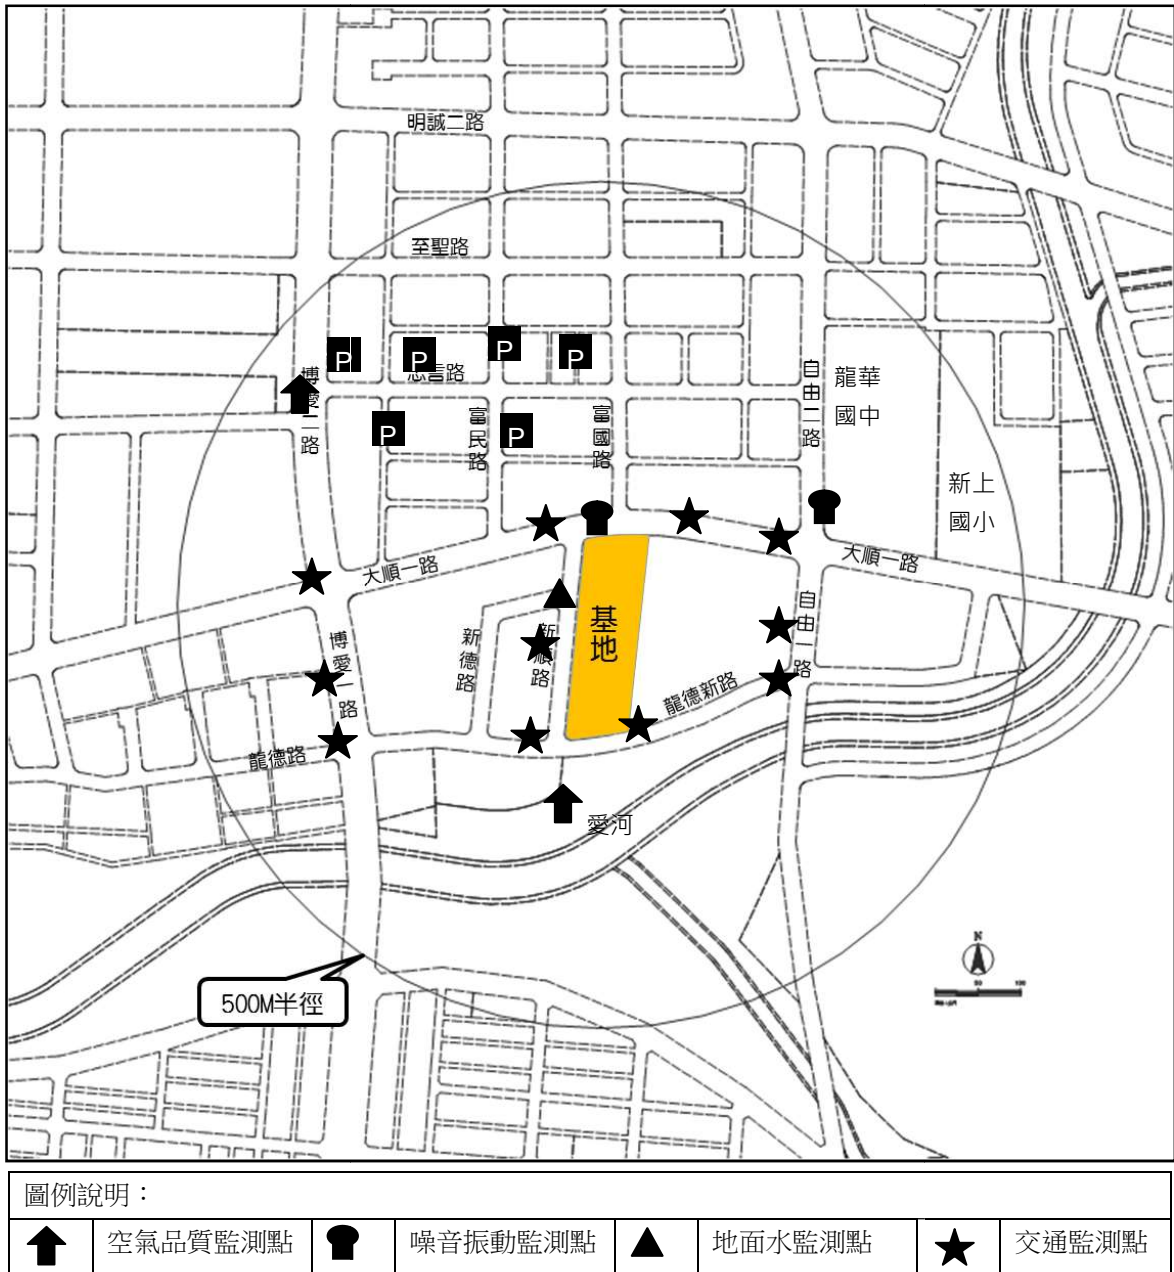 明誠二路
至聖路
P
P
P
P
忠言路
博愛二路
自由二路
龍華
國中
P
富民路
P
富國路
新上
國小
大順一路
大順一路
基地
自由一路
博愛一路
新德路
新順路
龍德新路
龍德路
愛河
N
500M半徑
50
100
圖例說明：
空氣品質監測點
噪音振動監測點
地面水監測點
交通監測點